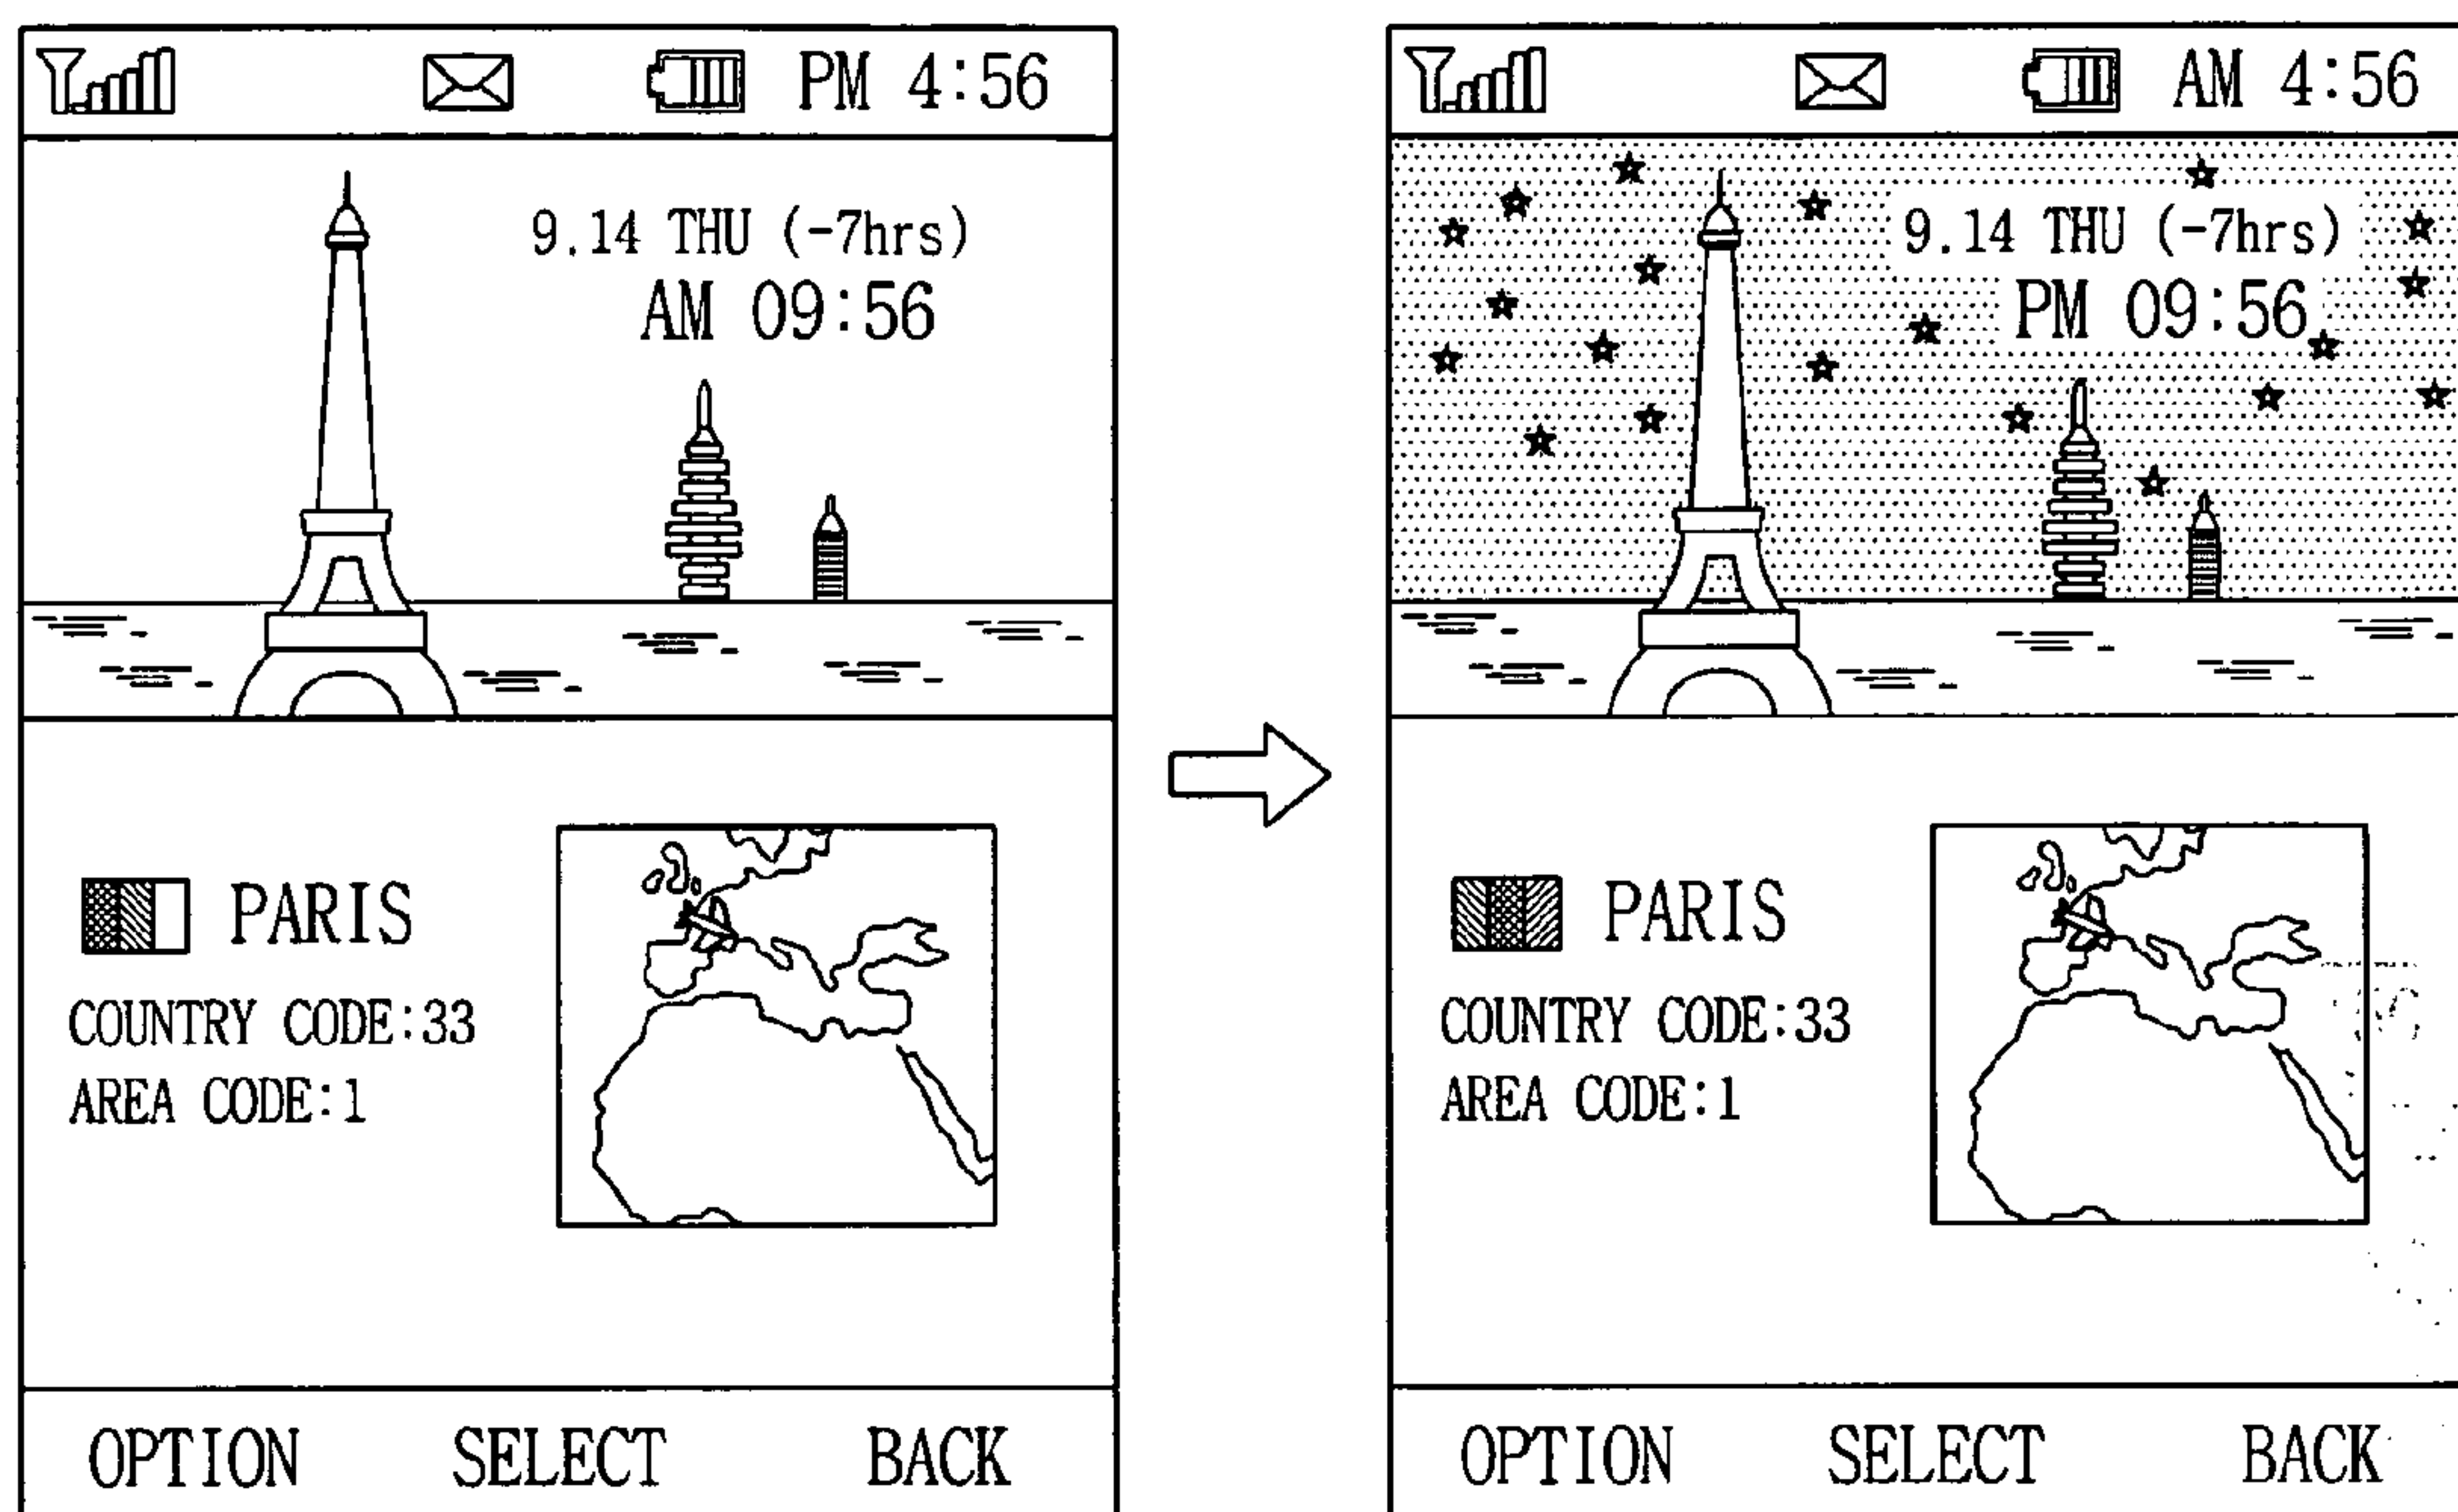 PM 4:56
9.14 THU (-7hrs)
AM 09:56
PARIS
COUNTRY CODE:33
AREA CODE:1
OPTION SELECT BACK
AM 4:56
9.14 THU (-7hrs)
PM 09:56
PARIS
COUNTRY CODE:33
AREA CODE:1
OPTION SELECT BACK